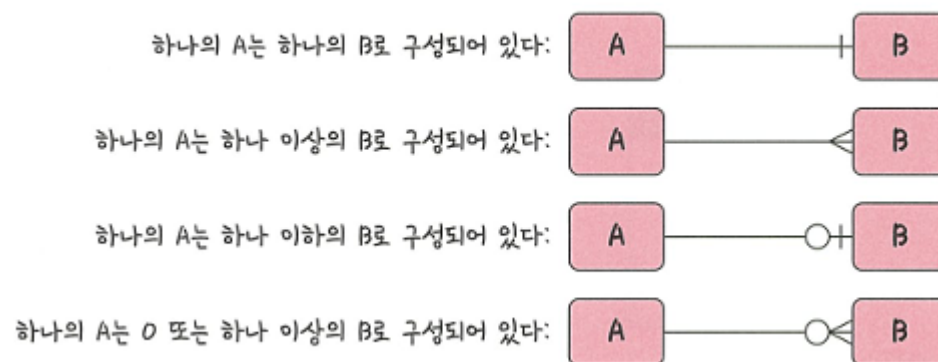 하나의 A는 하나의 B로 구성되어 있다: A B
하나의 A는 하나 이상의 B로 구성되어 있다: A B
하나의 A는 하나 이하의 B로 구성되어 있다: A B
하나의 A는 0 또는 하나 이상의 B로 구성되어 있다: A B